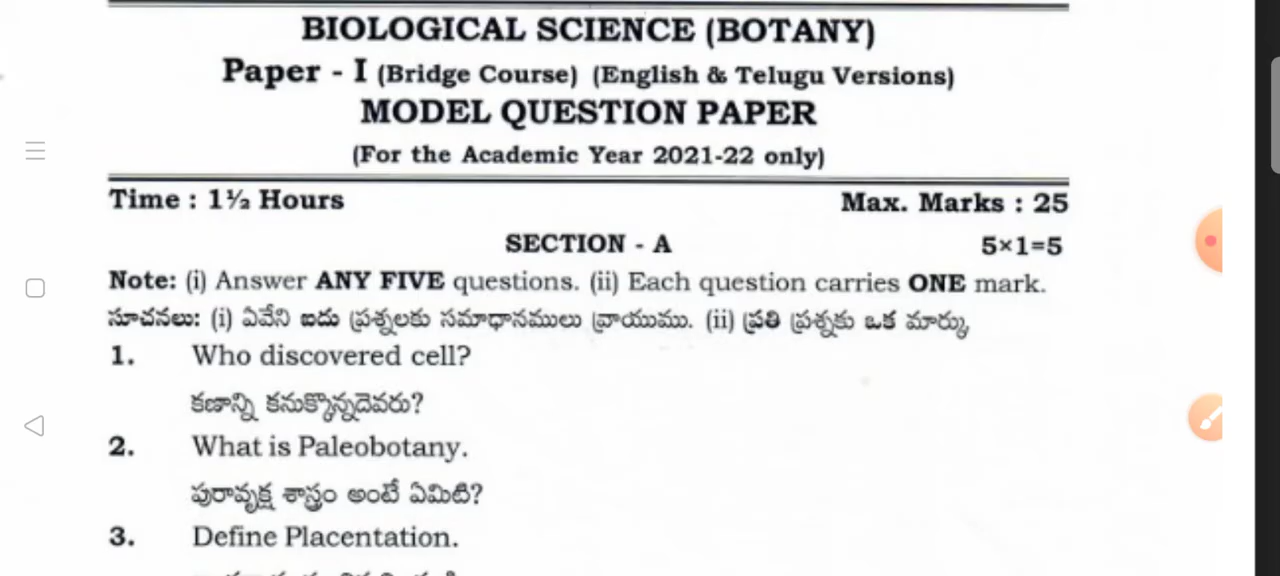 BIOLOGICAL SCIENCE (BOTANY)
Paper - I (Bridge Course) (English & Telugu Versions)
MODEL QUESTION PAPER
(For the Academic Year 2021-22 only)
Time : 1½ Hours Max. Marks : 25
SECTION - A 5×1=5
Note: (i) Answer ANY FIVE questions. (ii) Each question carries ONE mark.
సూచనలు: (i) ఏవేని ఐదు ప్రశ్నలకు సమాధానములు వ్రాయుము. (ii) ప్రతి ప్రశ్నకు ఒక మార్కు
1. Who discovered cell?
కణాన్ని కనుక్కొన్నదెవరు?
2. What is Paleobotany.
పురావృక్ష శాస్త్రం అంటే ఏమిటి?
3. Define Placentation.